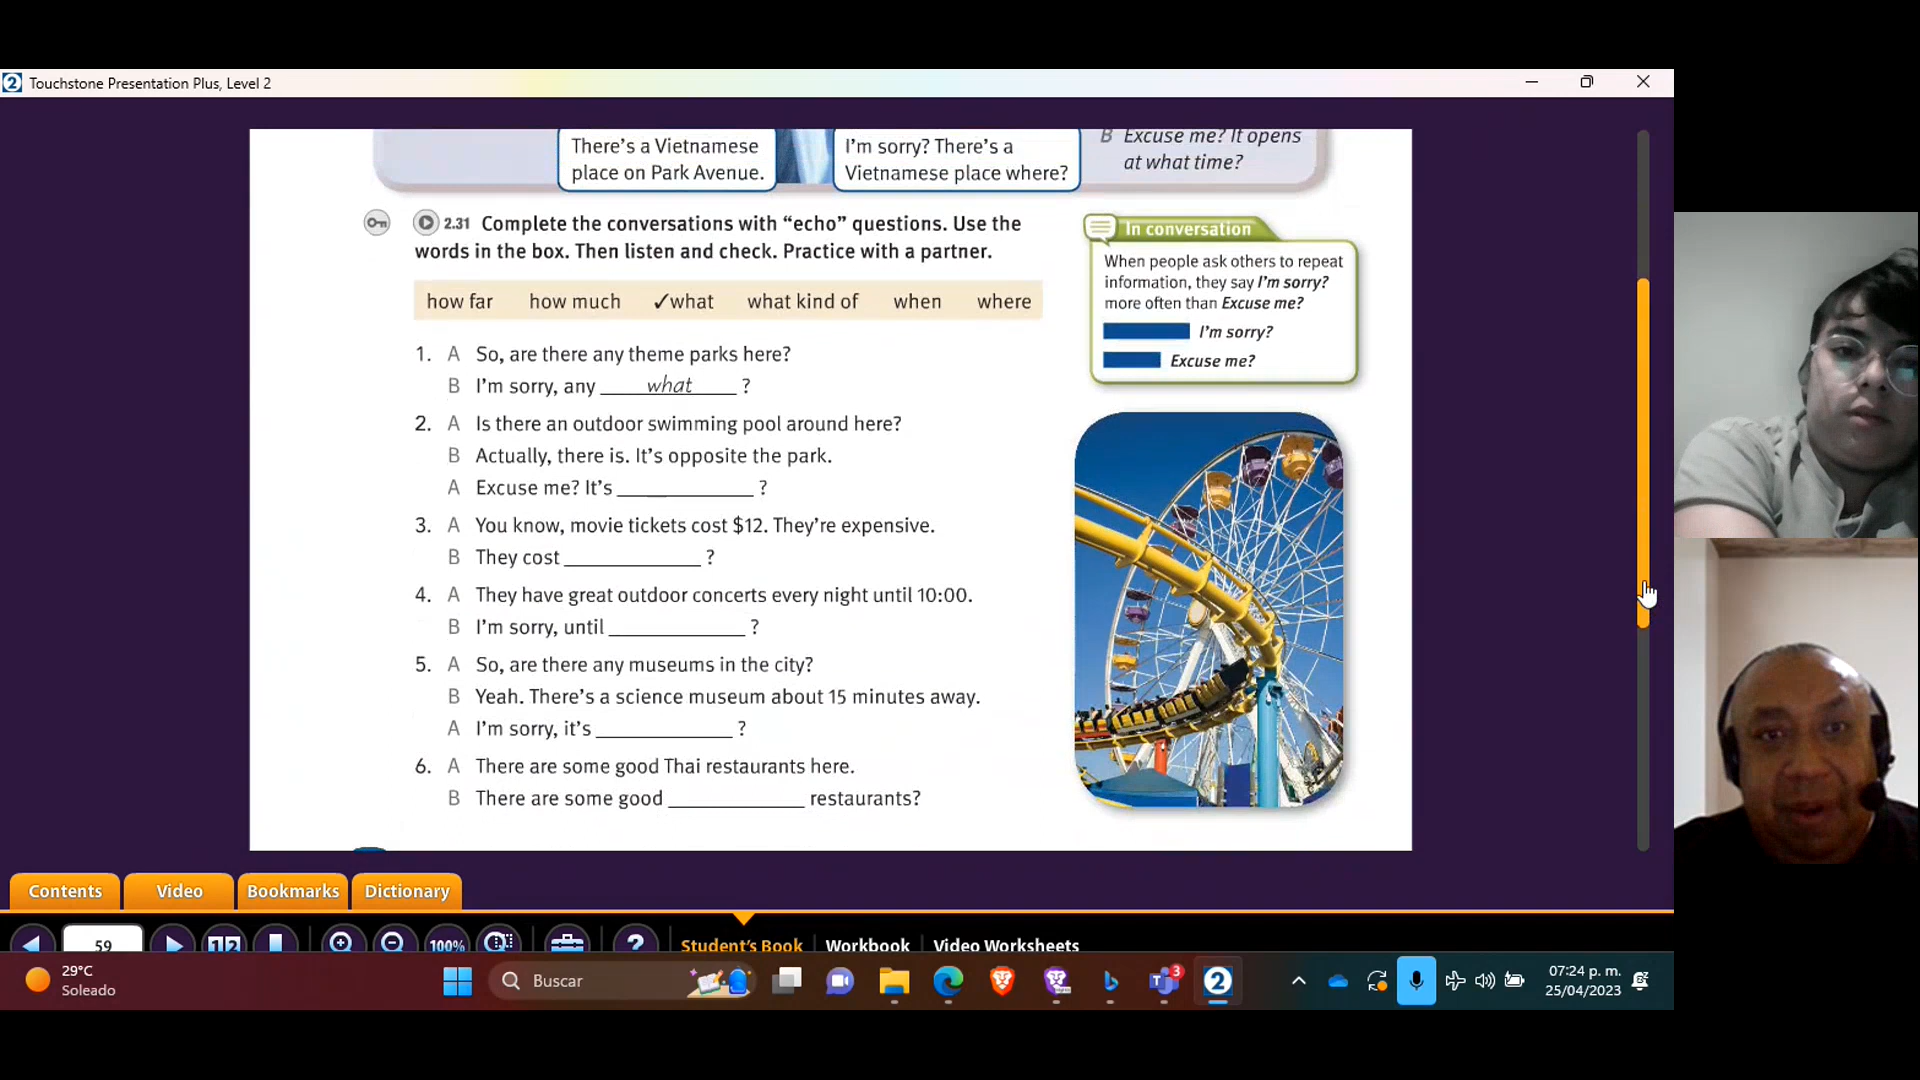 Touchstone Presentation Plus, Level 2
There's a Vietnamese
place on Park Avenue.
I'm sorry? There's a
Vietnamese place where?
B Excuse me? It opens
at what time?
2.31 Complete the conversations with “echo” questions. Use the
words in the box. Then listen and check. Practice with a partner.
how far how much ✓what what kind of when where
1. A So, are there any theme parks here?
B I'm sorry, any what ?
2. A Is there an outdoor swimming pool around here?
B Actually, there is. It's opposite the park.
A Excuse me? It's ____________ ?
3. A You know, movie tickets cost $12. They're expensive.
B They cost ____________ ?
4. A They have great outdoor concerts every night until 10:00.
B I'm sorry, until ____________ ?
5. A So, are there any museums in the city?
B Yeah. There's a science museum about 15 minutes away.
A I'm sorry, it's ____________ ?
6. A There are some good Thai restaurants here.
B There are some good ____________ restaurants?
In conversation
When people ask others to repeat
information, they say I'm sorry?
more often than Excuse me?
I'm sorry?
Excuse me?
Contents Video Bookmarks Dictionary
59 12 100% ? Student's Book Workbook Video Worksheets
29°C
Soleado
Buscar
3
2
07:24 p. m.
25/04/2023